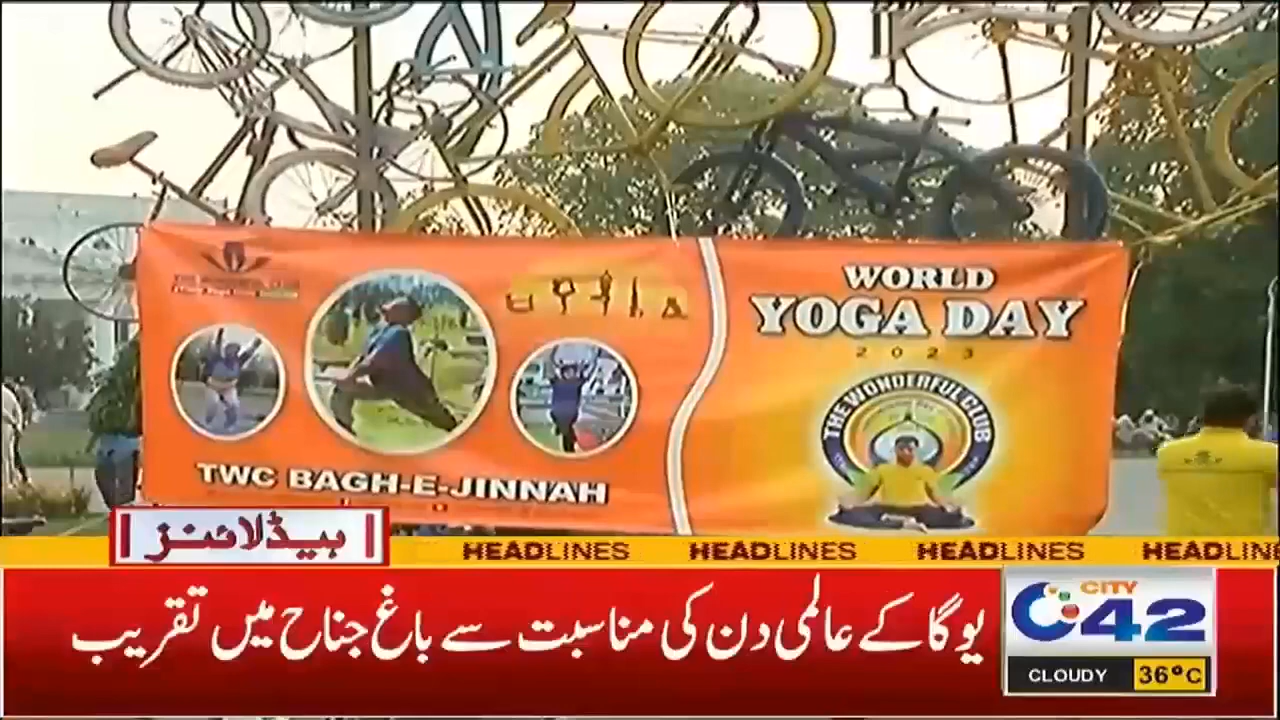 WORLD
YOGA DAY
2023
THE WONDERFUL CLUB
TWC BAGH-E-JINNAH
ہیڈلائنز
HEADLINES HEADLINES HEADLINES HEADLIN
یوگا کے عالمی دن کی مناسبت سے باغ جناح میں تقریب
CITY
42
CLOUDY 36°C